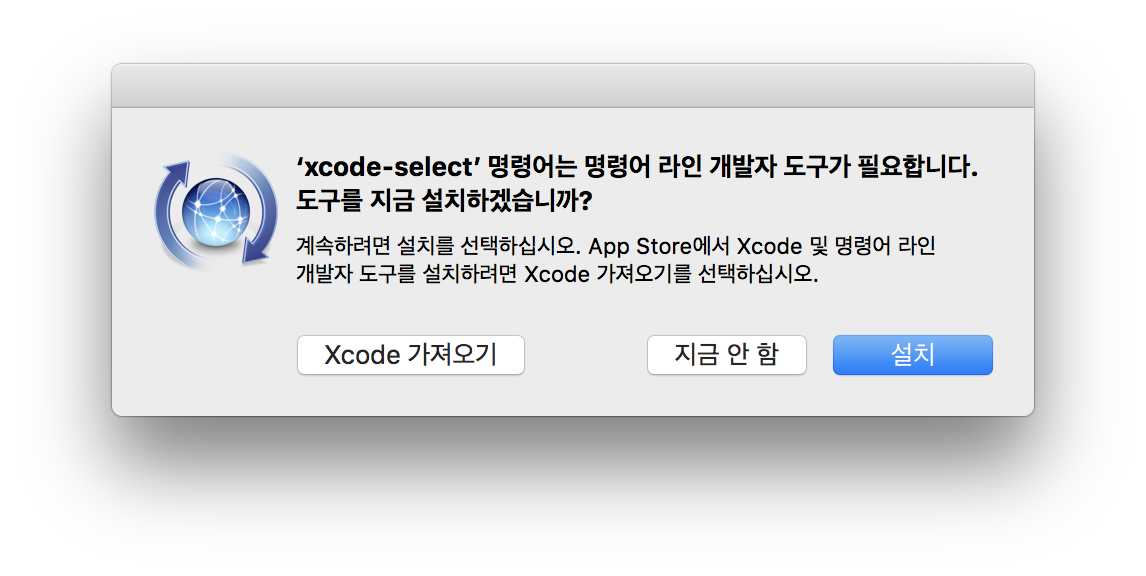 ‘xcode-select’ 명령어는 명령어 라인 개발자 도구가 필요합니다.
도구를 지금 설치하겠습니까?
계속하려면 설치를 선택하십시오. App Store에서 Xcode 및 명령어 라인
개발자 도구를 설치하려면 Xcode 가져오기를 선택하십시오.
Xcode 가져오기
지금 안 함
설치